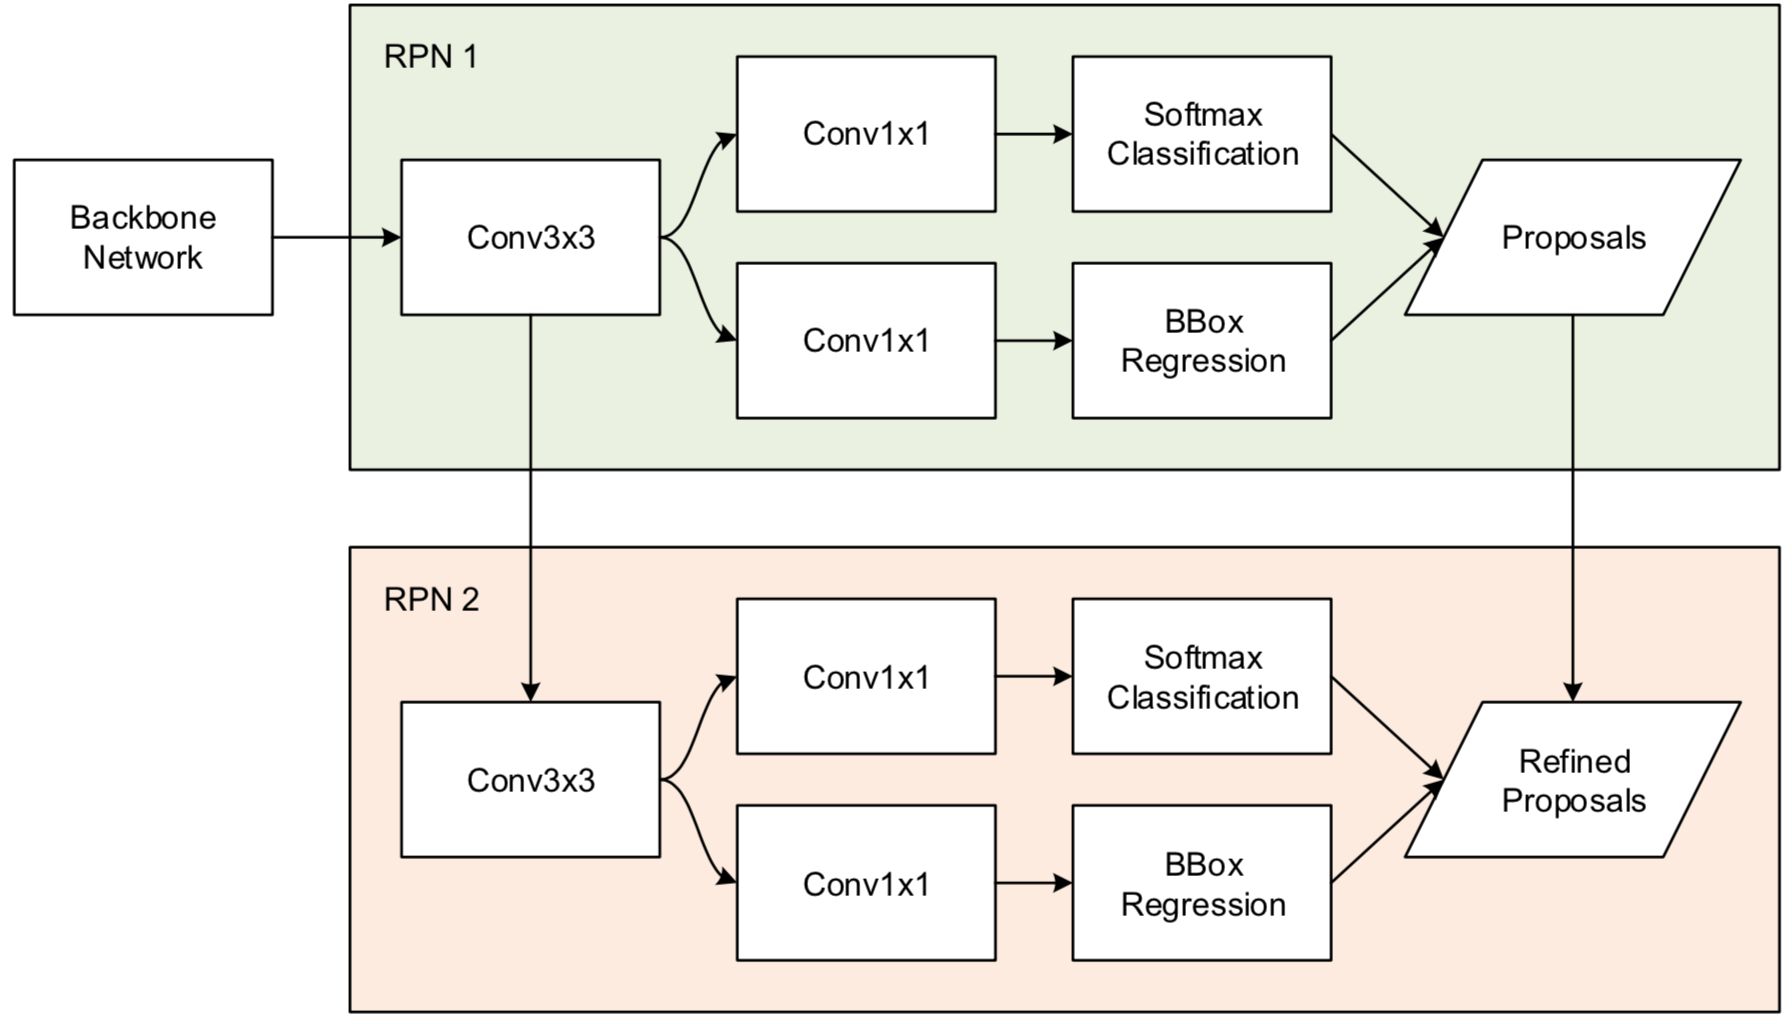 RPN 1
Backbone
Network
Conv3x3
Conv1x1
Softmax
Classification
Conv1x1
BBox
Regression
Proposals
RPN 2
Conv3x3
Conv1x1
Softmax
Classification
Conv1x1
BBox
Regression
Refined
Proposals